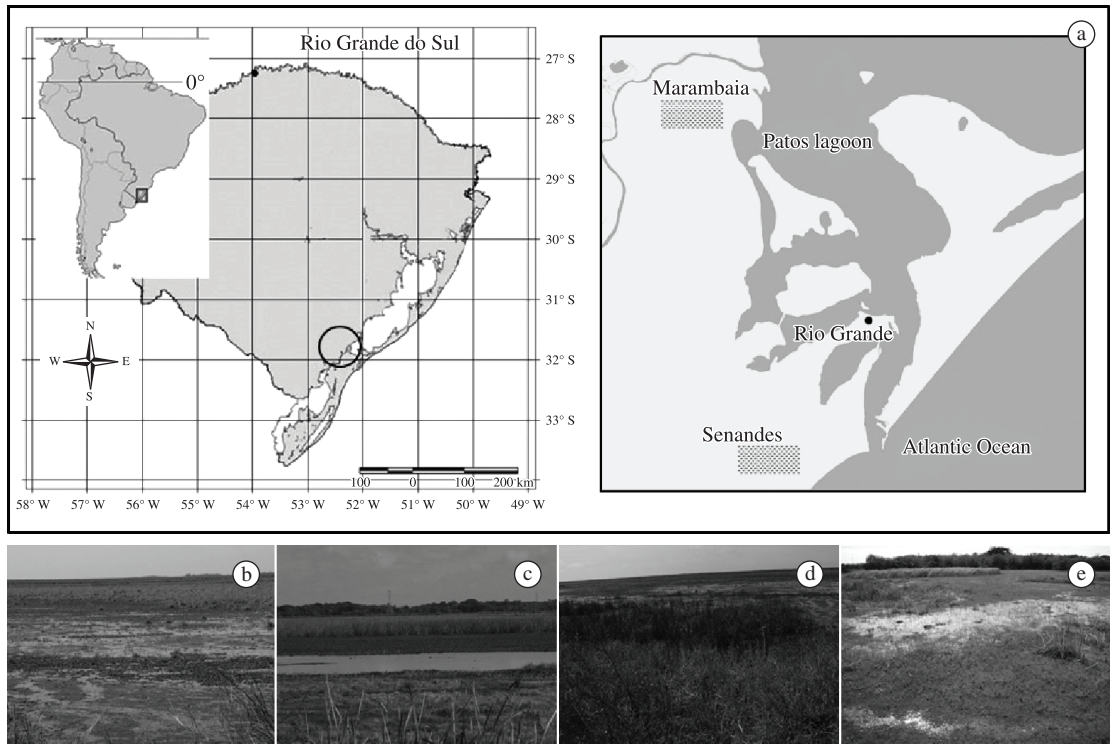 Rio Grande do Sul
0°
27° S
28° S
29° S
30° S
31° S
32° S
33° S
N
W
E
S
100 0 100 200 km
58° W 57° W 56° W 55° W 54° W 53° W 52° W 51° W 50° W 49° W
a
Marambaia
Patos lagoon
Rio Grande
Senandes
Atlantic Ocean
b
c
d
e